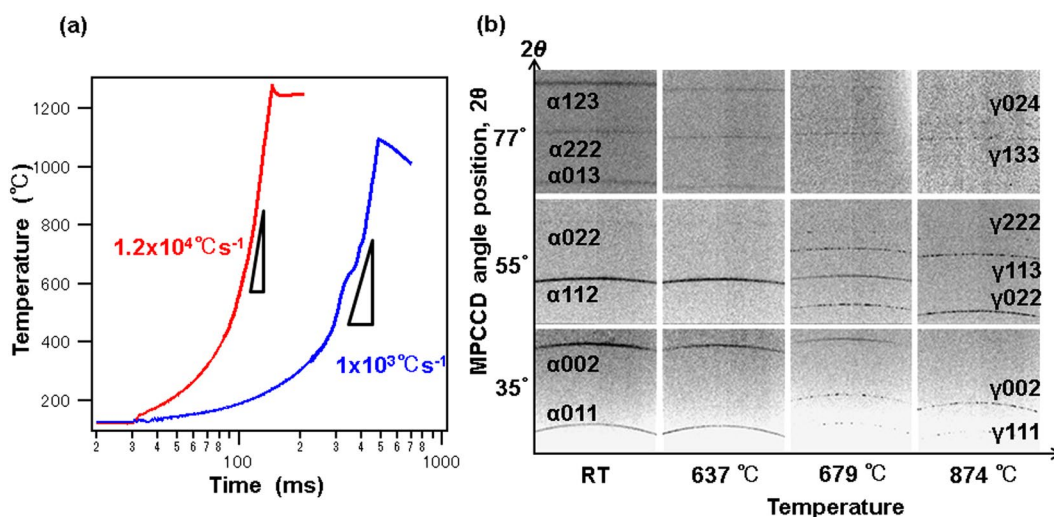 (a)
1200
1000
800
600
400
200
Temperature (℃)
1.2x10⁴℃s⁻¹
1x10³℃s⁻¹
2 3 4 5 6 7 8 2 3 4 5 6 7 8
100 1000
Time (ms)
(b)
2θ
MPCCD angle position, 2θ
77°
55°
35°
α123
α222
α013
γ024
γ133
α022
α112
γ222
γ113
γ022
α002
α011
γ002
γ111
RT 637 ℃ 679 ℃ 874 ℃
Temperature